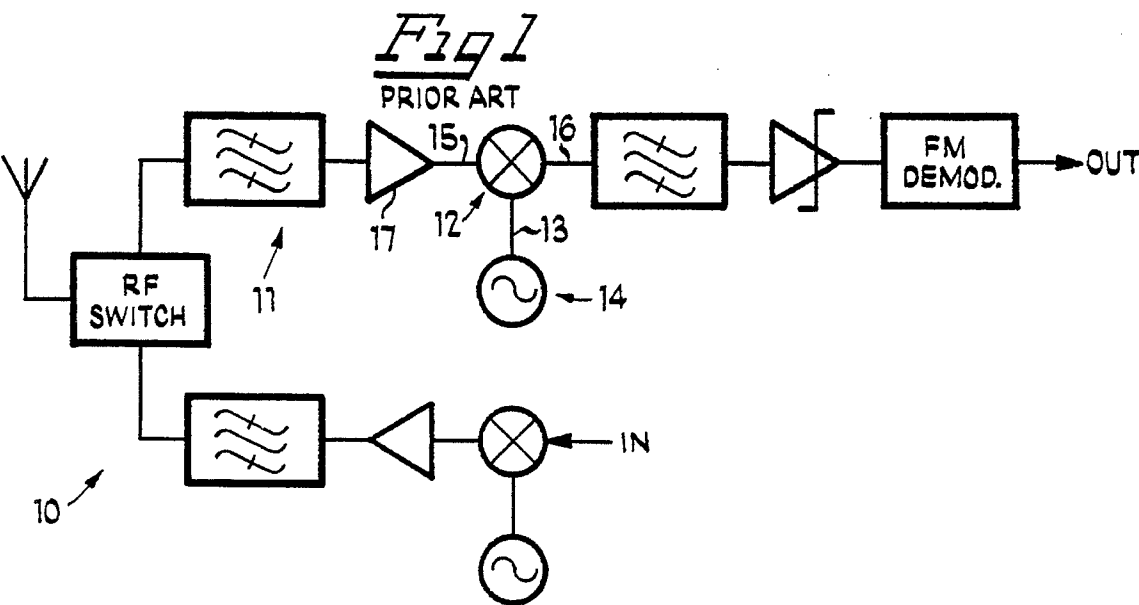 Fig 1
PRIOR ART
15
16
FM
DEMOD.
OUT
17
12
13
11
14
RF
SWITCH
IN
10